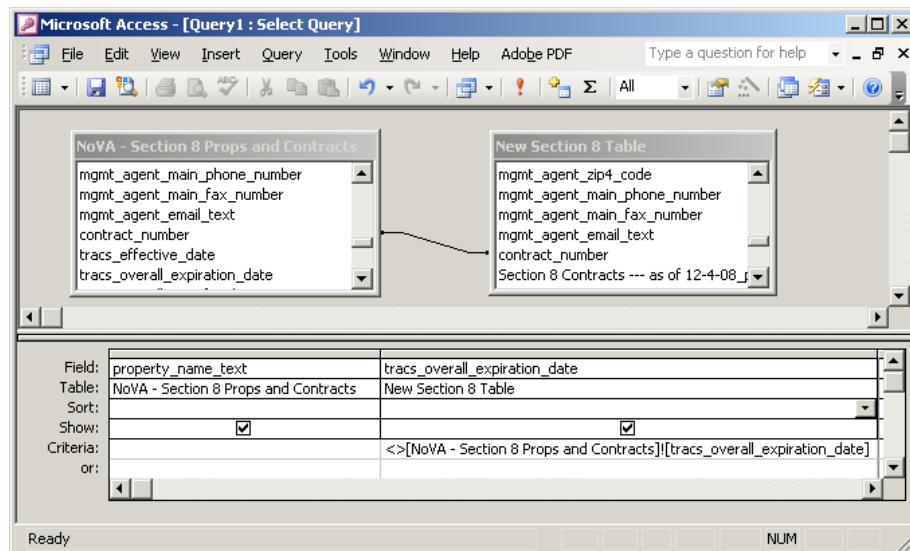 Microsoft Access - [Query1 : Select Query]
File Edit View Insert Query Tools Window Help Adobe PDF Type a question for help
ABC All
NoVA - Section 8 Props and Contracts
mgmt_agent_main_phone_number
mgmt_agent_main_fax_number
mgmt_agent_email_text
contract_number
tracs_effective_date
tracs_overall_expiration_date
New Section 8 Table
mgmt_agent_zip4_code
mgmt_agent_main_phone_number
mgmt_agent_main_fax_number
mgmt_agent_email_text
contract_number
Section 8 Contracts --- as of 12-4-08_
Field: property_name_text tracs_overall_expiration_date
Table: NoVA - Section 8 Props and Contracts New Section 8 Table
Sort:
Show:
Criteria: <>[NoVA - Section 8 Props and Contracts]![tracs_overall_expiration_date]
or:
Ready NUM